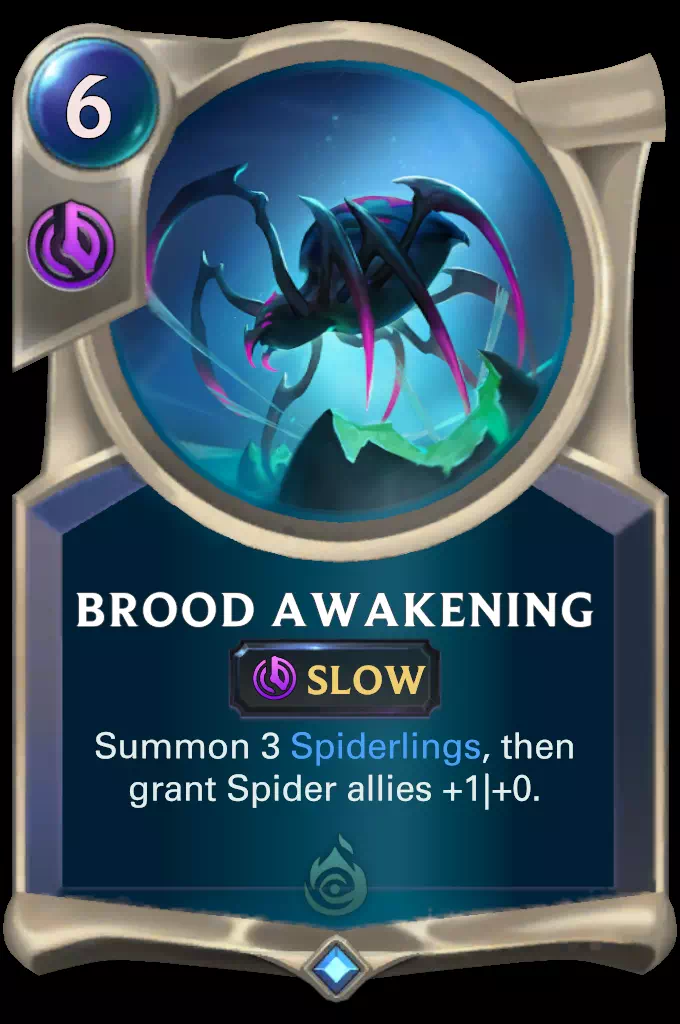 6
BROOD AWAKENING
SLOW
Summon 3 Spiderlings, then
grant Spider allies +1|+0.